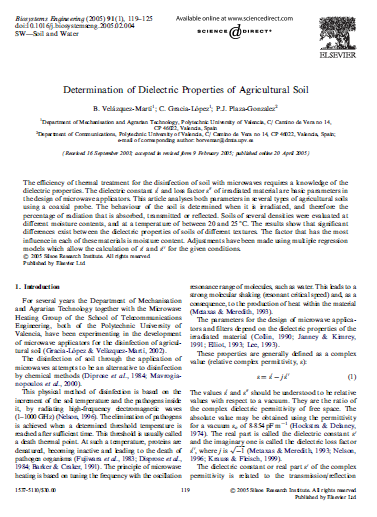 Biosystems Engineering (2005) 91(1), 119–125
doi:10.1016/j.biosystemseng.2005.02.004
SW—Soil and Water
Available online at www.sciencedirect.com
SCIENCE DIRECT®
ELSEVIER
Determination of Dielectric Properties of Agricultural Soil
B. Velázquez-Martí¹; C. Gracia-López¹; P.J. Plaza-Gonzalez²
¹Department of Mechanisation and Agrarian Technology, Polytechnic University of Valencia, C/ Camino de Vera no 14,
CP 46022, Valencia, Spain
²Department of Communications, Polytechnic University of Valencia, C/ Camino de Vera no 14, CP 46022, Valencia, Spain;
e-mail of corresponding author: borvemar@dma.upv.es
(Received 16 September 2003; accepted in revised form 9 February 2005; published online 20 April 2005)
The efficiency of thermal treatment for the disinfection of soil with microwaves requires a knowledge of the
dielectric properties. The dielectric constant ε′ and loss factor ε″ of irradiated material are basic parameters in
the design of microwave applicators. This article analyses both parameters in several types of agricultural soils
using a coaxial probe. The behaviour of the soil is determined when it is irradiated, and therefore the
percentage of radiation that is absorbed, transmitted or reflected. Soils of several densities were evaluated at
different moisture contents, and at a temperature of between 20 and 25 °C. The results show that significant
differences exist between the dielectric properties of soils of different textures. The factor that has the most
influence in each of these materials is moisture content. Adjustments have been made using multiple regression
models which allow the calculation of ε′ and ε″ for the given conditions.
© 2005 Silsoe Research Institute. All rights reserved
Published by Elsevier Ltd
1. Introduction
For several years the Department of Mechanisation
and Agrarian Technology together with the Microwave
Heating Group of the School of Telecommunications
Engineering, both of the Polytechnic University of
Valencia, have been experimenting in the development
of microwave applicators for the disinfection of agricul-
tural soil (Gracia-López & Velázquez-Martí, 2002).
The disinfection of soil through the application of
microwaves attempts to be an alternative to disinfection
by chemical methods (Diprose et al., 1984; Mavrogia-
nopoulos et al., 2000).
This physical method of disinfection is based on the
increment of the soil temperature and the pathogens inside
it, by radiating high-frequency electromagnetic waves
(1–1000 GHz) (Nelson, 1996). The elimination of pathogens
is achieved when a determined threshold temperature is
reached after sufficient time. This threshold is usually called
a death thermal point. At such a temperature, proteins are
denatured, becoming inactive and leading to the death of
pathogen organisms (Fujiwara et al., 1983; Diprose et al.,
1984; Barker & Craker, 1991). The principle of microwave
heating is based on tuning the frequency with the oscillation
resonance range of molecules, such as water. This leads to a
strong molecular shaking (resonant critical speed) and, as a
consequence, to the production of heat within the material
(Metaxas & Meredith, 1993).
The parameters for the design of microwave applica-
tors and filters depend on the dielectric properties of the
irradiated material (Collin, 1990; Janney & Kimrey,
1991; Elliot, 1993; Lee, 1993).
These properties are generally defined as a complex
value (relative complex permittivity, ε):
ε = ε′ − jε″ (1)
The values ε′ and ε″ should be understood to be relative
values with respect to a vacuum. They are the ratio of
the complex dielectric permittivity of free space. The
absolute value may be obtained using the permittivity
for a vacuum ε₀ of 8·854 pF m⁻¹ (Hockstra & Delaney,
1974). The real part is called the dielectric constant ε′
and the imaginary one is called the dielectric loss factor
ε″, where j is √−1 (Metaxas & Meredith, 1993; Nelson,
1996; Krauss & Fleisch, 1999).
The dielectric constant or real part ε′ of the complex
permittivity is related to the transmission/reflection
1537-5110/$30.00
119
© 2005 Silsoe Research Institute. All rights reserved
Published by Elsevier Ltd